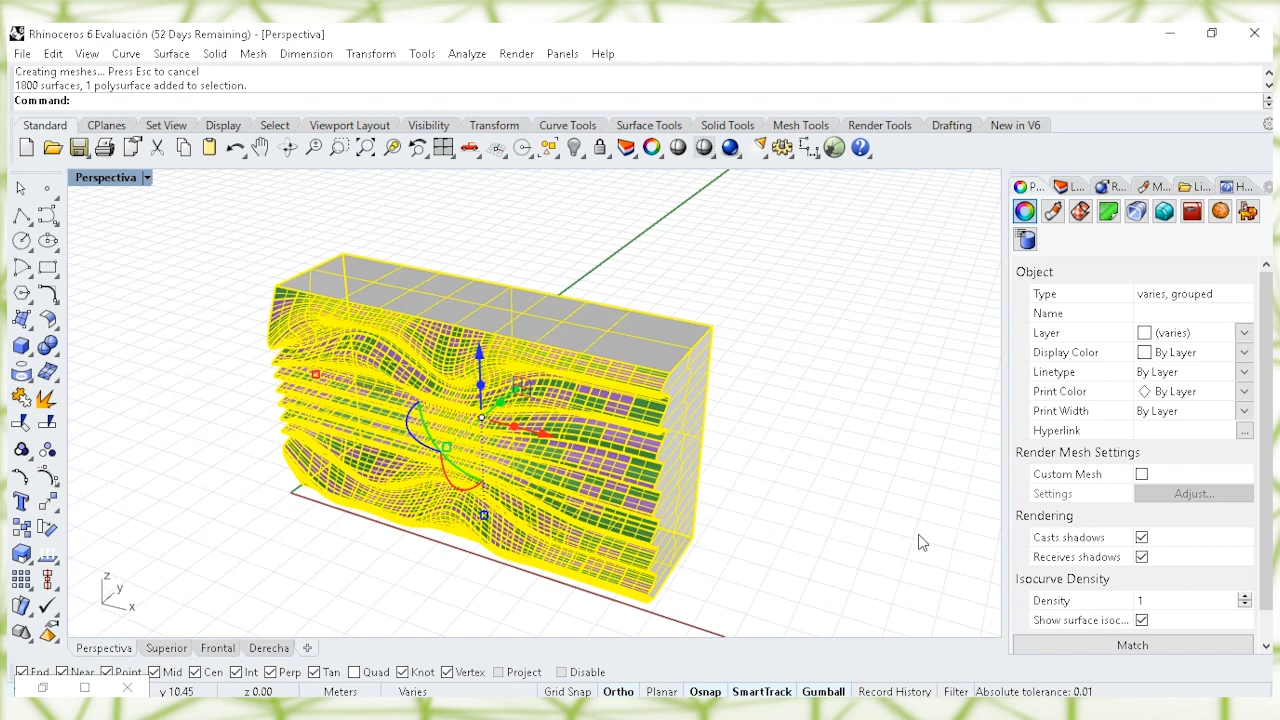 Rhinoceros 6 Evaluación (52 Days Remaining) - [Perspectiva]
File Edit View Curve Surface Solid Mesh Dimension Transform Tools Analyze Render Panels Help
Creating meshes... Press Esc to cancel
1800 surfaces, 1 polysurface added to selection.
Command:
Standard CPlanes Set View Display Select Viewport Layout Visibility Transform Curve Tools Surface Tools Solid Tools Mesh Tools Render Tools Drafting New in V6
Perspectiva
P... L... R... M... Li... H...
Object
Type varies, grouped
Name
Layer (varies)
Display Color By Layer
Linetype By Layer
Print Color By Layer
Print Width By Layer
Hyperlink ...
Render Mesh Settings
Custom Mesh
Settings Adjust...
Rendering
Casts shadows
Receives shadows
Isocurve Density
Density 1
Show surface isoc...
Match
z
y
x
Perspectiva Superior Frontal Derecha
End Near Point Mid Cen Int Perp Tan Quad Knot Vertex Project Disable
y 10.45 z 0.00 Meters Varies Grid Snap Ortho Planar Osnap SmartTrack Gumball Record History Filter Absolute tolerance: 0.01